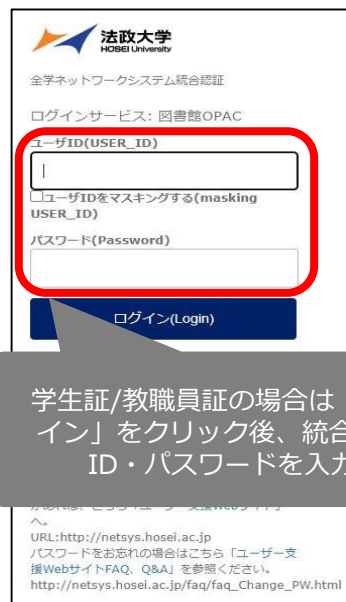 法政大学
HOSEI University
全学ネットワークシステム統合認証
ログインサービス: 図書館OPAC
ユーザID(USER_ID)
ユーザIDをマスキングする(masking
USER_ID)
パスワード(Password)
ログイン(Login)
学生証/教職員証の場合は
イン」をクリック後、統合
ID・パスワードを入力
へ。
URL:http://netsys.hosei.ac.jp
パスワードをお忘れの場合はこちら「ユーザー支
援WebサイトFAQ、Q&A」を参照ください。
http://netsys.hosei.ac.jp/faq/faq_Change_PW.html